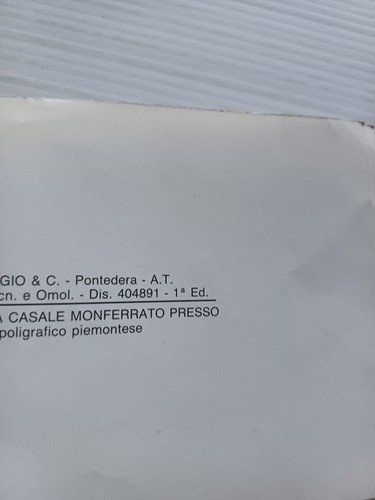 GIO & C. - Pontedera - A.T.
cn. e Omol. - Dis. 404891 - 1ª Ed.
A CASALE MONFERRATO PRESSO
poligrafico piemontese